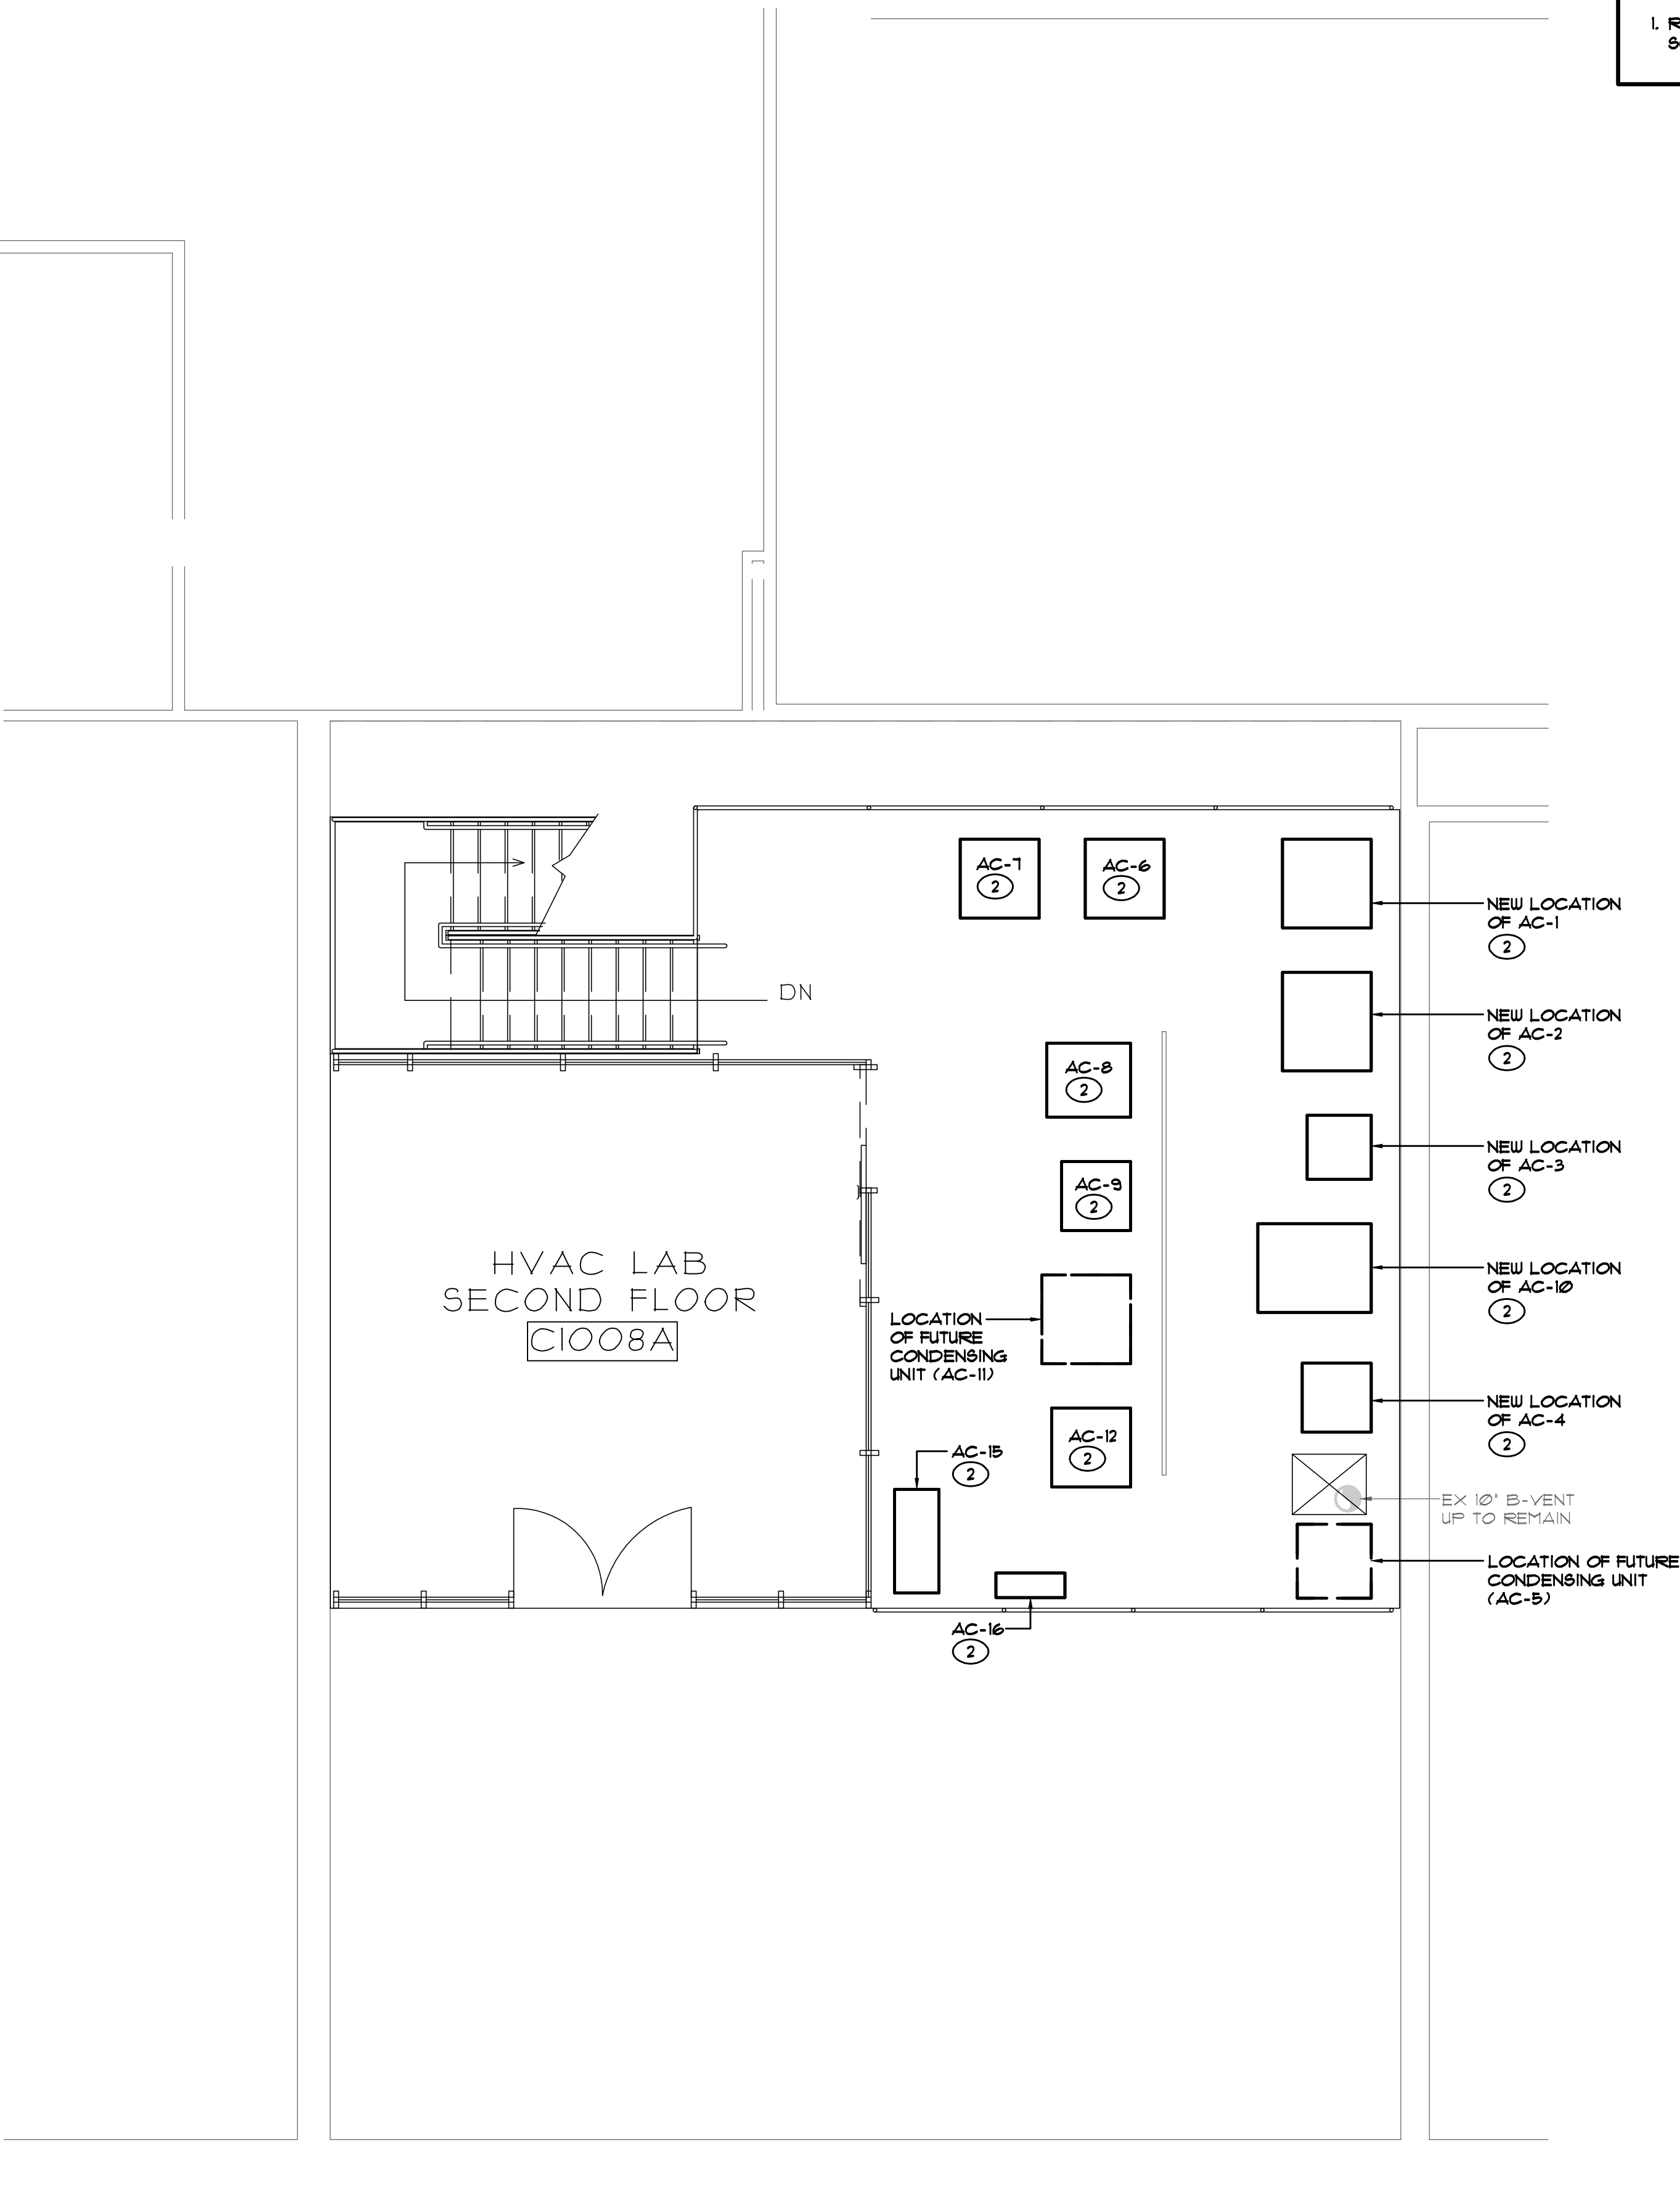 1.
DN
AC-7
2
AC-6
2
NEW LOCATION
OF AC-1
2
NEW LOCATION
OF AC-2
2
AC-8
2
NEW LOCATION
OF AC-3
2
AC-9
2
HVAC LAB
SECOND FLOOR
C1008A
NEW LOCATION
OF AC-10
2
LOCATION
OF FUTURE
CONDENSING
UNIT (AC-11)
NEW LOCATION
OF AC-4
2
AC-12
2
AC-15
2
EX 10" B-VENT
UP TO REMAIN
LOCATION OF FUTURE
CONDENSING UNIT
(AC-5)
AC-16
2